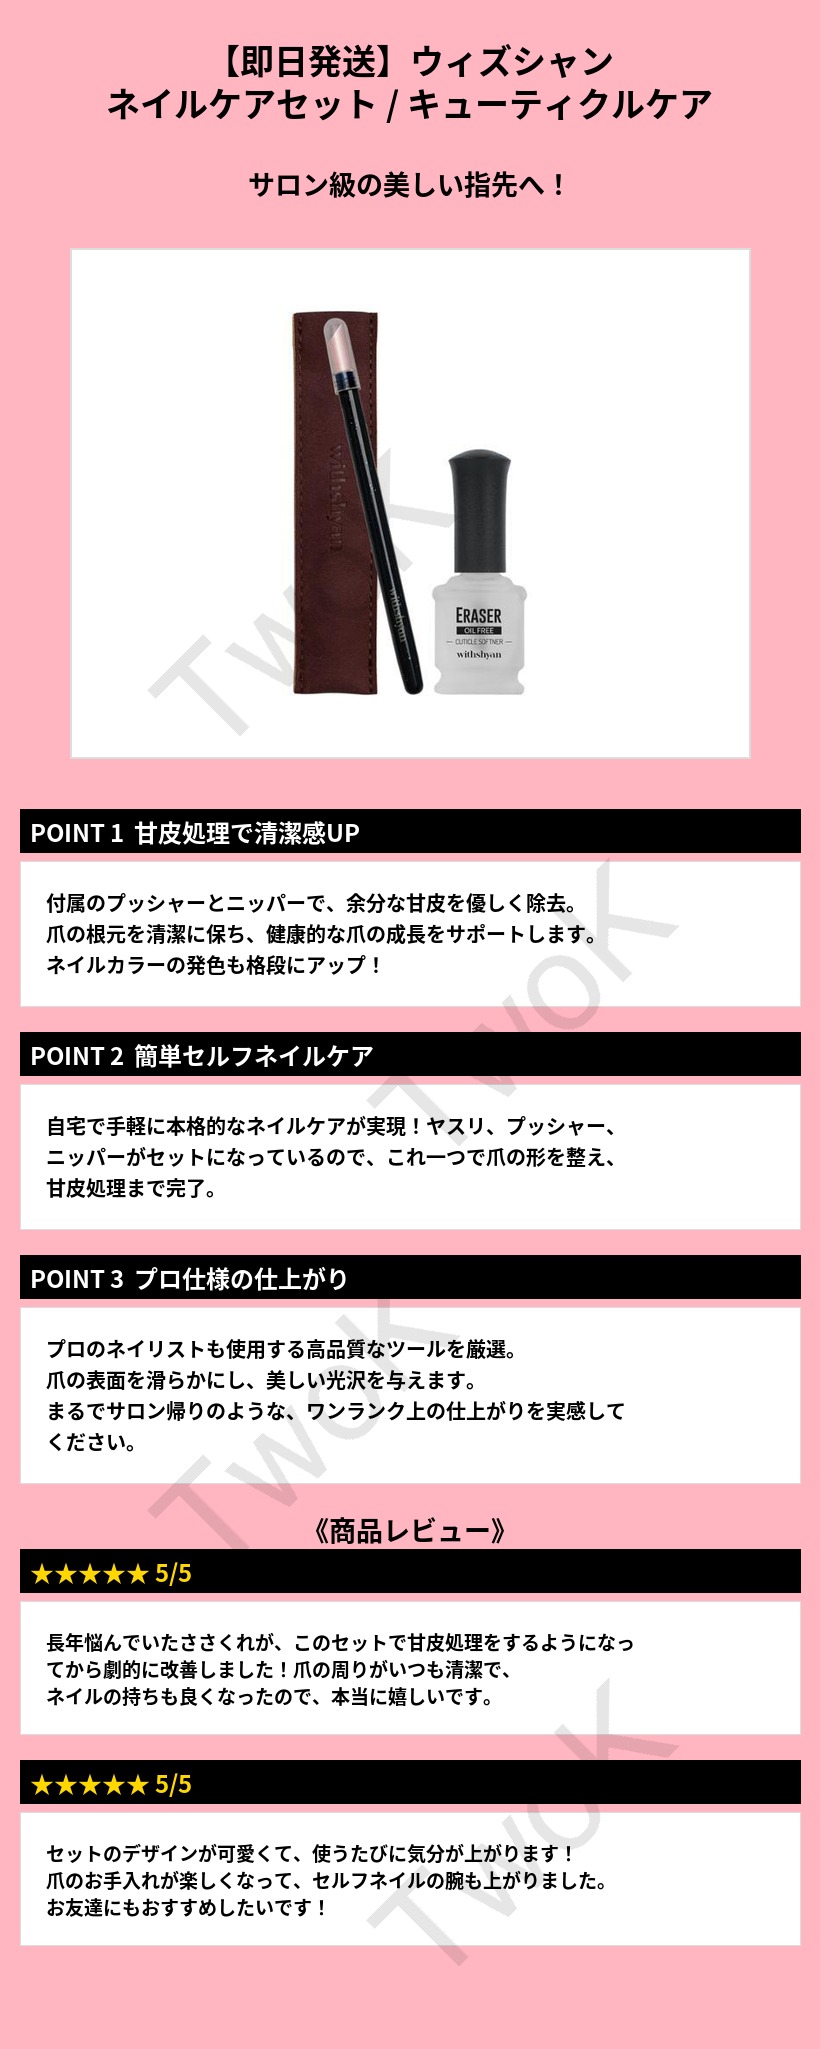 【即日発送】ウィズシャン
ネイルケアセット / キューティクルケア
サロン級の美しい指先へ！
withshyan
withshyan
ERASER
OIL FREE
CUTICLE SOFTNER
withshyan
TwoK
POINT 1 甘皮処理で清潔感UP
付属のプッシャーとニッパーで、余分な甘皮を優しく除去。
爪の根元を清潔に保ち、健康的な爪の成長をサポートします。
ネイルカラーの発色も格段にアップ！
TwoK
POINT 2 簡単セルフネイルケア
自宅で手軽に本格的なネイルケアが実現！ヤスリ、プッシャー、
ニッパーがセットになっているので、これ一つで爪の形を整え、
甘皮処理まで完了。
POINT 3 プロ仕様の仕上がり
プロのネイリストも使用する高品質なツールを厳選。
爪の表面を滑らかにし、美しい光沢を与えます。
まるでサロン帰りのような、ワンランク上の仕上がりを実感して
ください。
TwoK
《商品レビュー》
★★★★★ 5/5
長年悩んでいたささくれが、このセットで甘皮処理をするようになっ
てから劇的に改善しました！爪の周りがいつも清潔で、
ネイルの持ちも良くなったので、本当に嬉しいです。
★★★★★ 5/5
セットのデザインが可愛くて、使うたびに気分が上がります！
爪のお手入れが楽しくなって、セルフネイルの腕も上がりました。
お友達にもおすすめしたいです！
TwoK